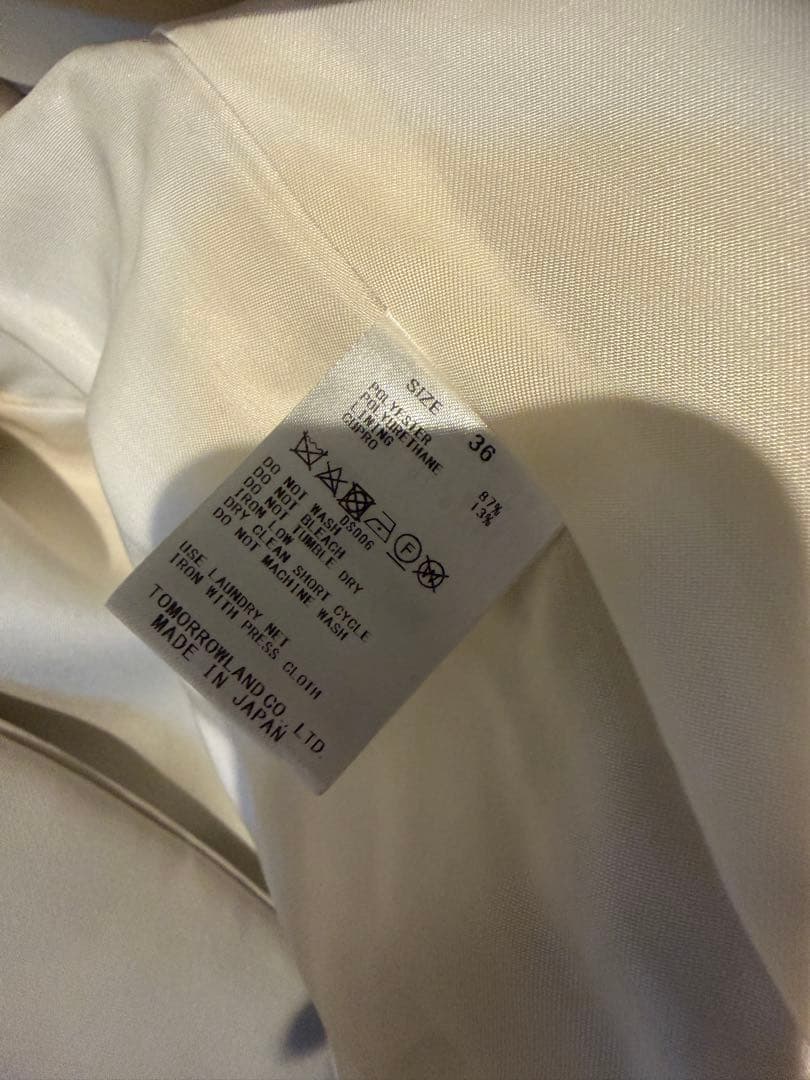 SIZE 36
POLYESTER 87%
POLYURETHANE 13%
LINING
CUPRO
DS006
DO NOT WASH
DO NOT BLEACH
DO NOT TUMBLE DRY
IRON LOW
DRY CLEAN SHORT CYCLE
DO NOT MACHINE WASH
USE LAUNDRY NET
IRON WITH PRESS CLOTH
TOMORROWLAND CO., LTD.
MADE IN JAPAN